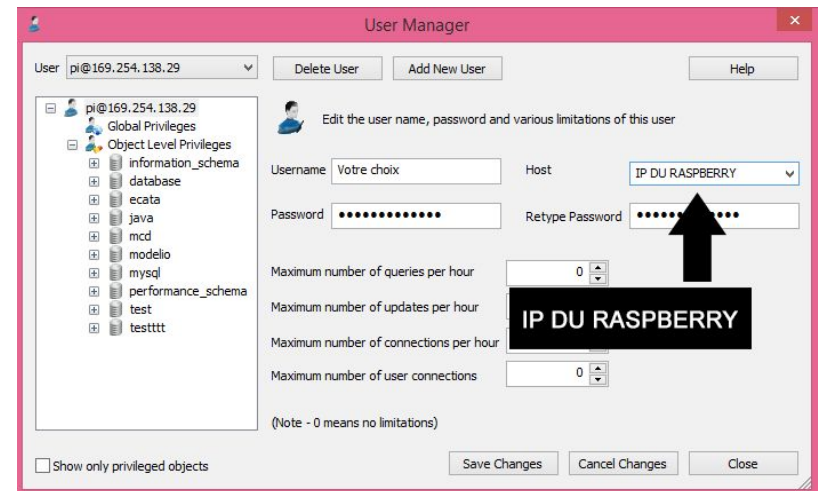 User Manager
User pi@169.254.138.29 Delete User Add New User Help
pi@169.254.138.29
Global Privileges
Object Level Privileges
information_schema
database
ecata
java
mcd
modelio
mysql
performance_schema
test
testttt
Edit the user name, password and various limitations of this user
Username Votre choix Host IP DU RASPBERRY
Password ••••••••••••• Retype Password
Maximum number of queries per hour 0
Maximum number of updates per hour
IP DU RASPBERRY
Maximum number of connections per hour
Maximum number of user connections 0
(Note - 0 means no limitations)
Show only privileged objects Save Changes Cancel Changes Close